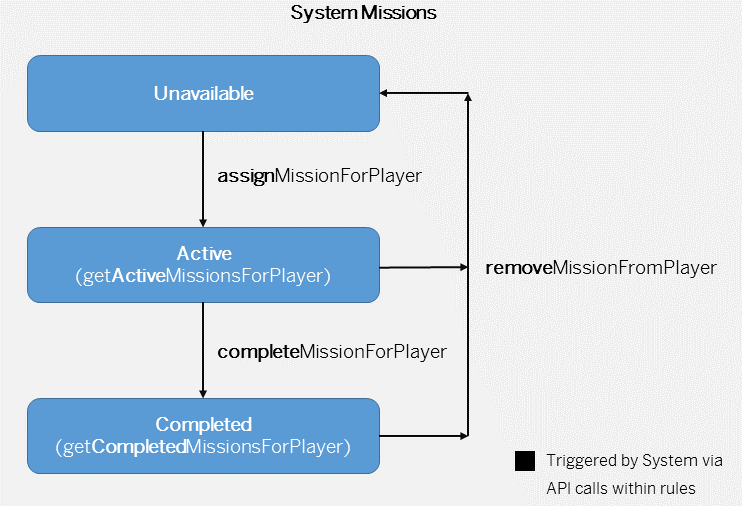 System Missions
Unavailable
assignMissionForPlayer
Active
(getActiveMissionsForPlayer)
removeMissionFromPlayer
completeMissionForPlayer
Completed
(getCompletedMissionsForPlayer)
Triggered by System via
API calls within rules